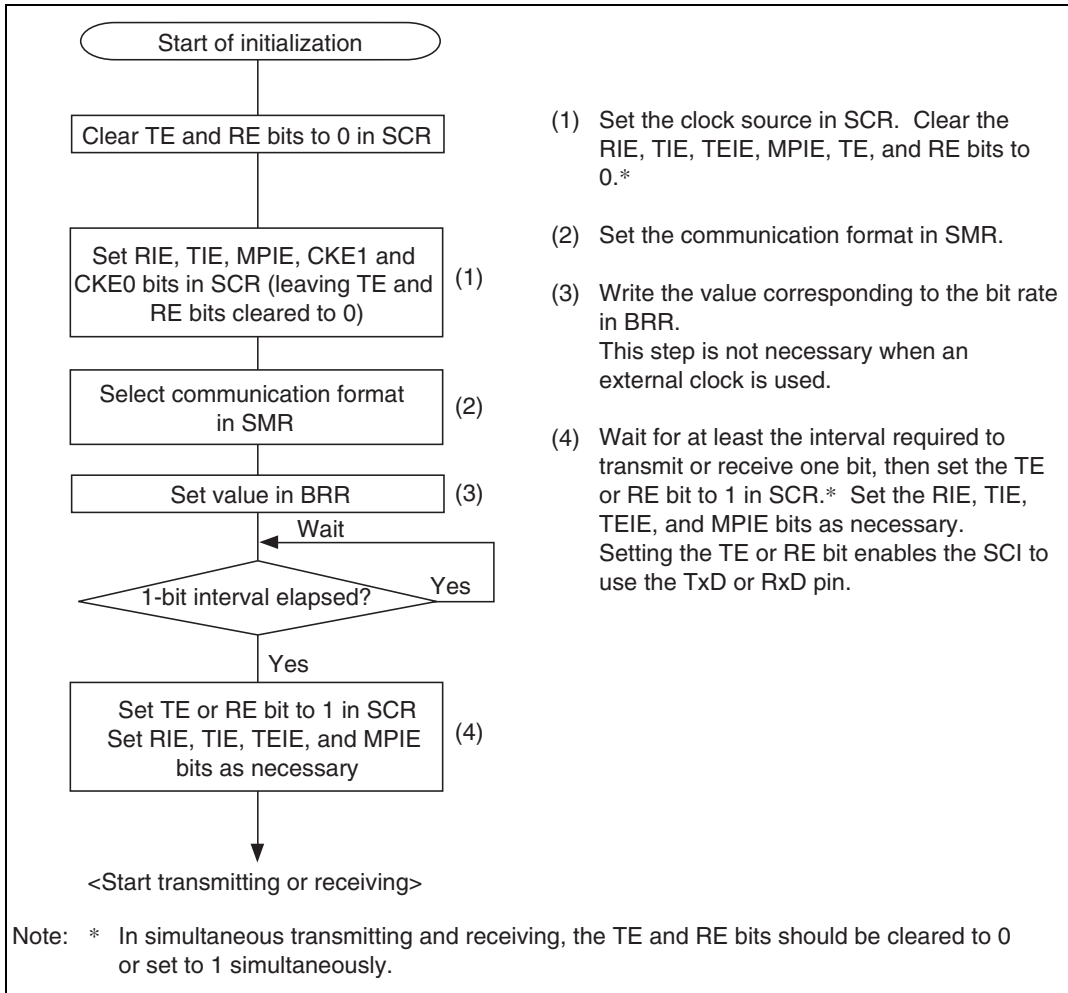 Start of initialization
Clear TE and RE bits to 0 in SCR
Set RIE, TIE, MPIE, CKE1 and
CKE0 bits in SCR (leaving TE and
RE bits cleared to 0)
(1)
Select communication format
in SMR
(2)
Set value in BRR
(3)
Wait
1-bit interval elapsed?
Yes
Yes
Set TE or RE bit to 1 in SCR
Set RIE, TIE, TEIE, and MPIE
bits as necessary
(4)
<Start transmitting or receiving>
(1) Set the clock source in SCR. Clear the
RIE, TIE, TEIE, MPIE, TE, and RE bits to
0.*
(2) Set the communication format in SMR.
(3) Write the value corresponding to the bit rate
in BRR.
This step is not necessary when an
external clock is used.
(4) Wait for at least the interval required to
transmit or receive one bit, then set the TE
or RE bit to 1 in SCR.* Set the RIE, TIE,
TEIE, and MPIE bits as necessary.
Setting the TE or RE bit enables the SCI to
use the TxD or RxD pin.
Note: * In simultaneous transmitting and receiving, the TE and RE bits should be cleared to 0
or set to 1 simultaneously.